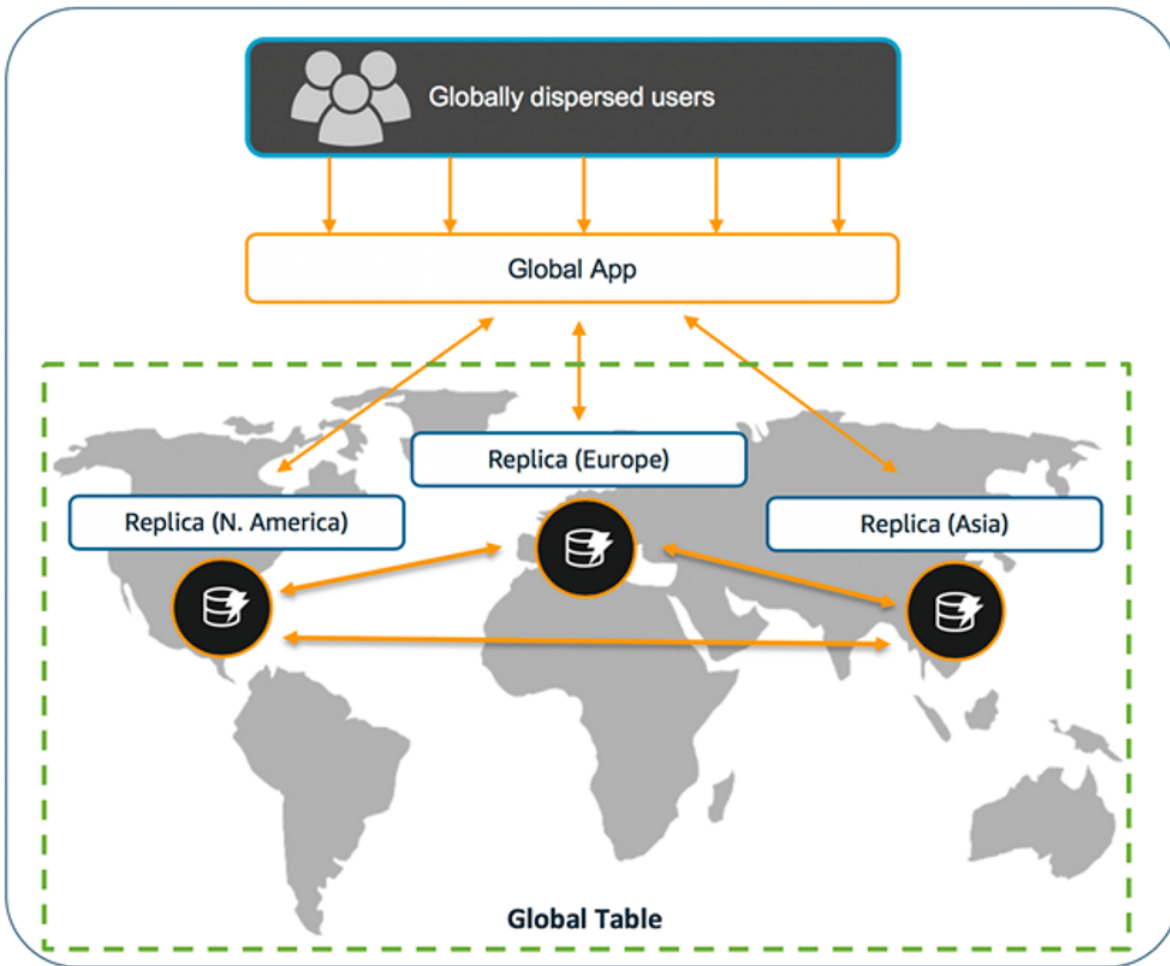 Globally dispersed users
Global App
Replica (Europe)
Replica (N. America)
Replica (Asia)
Global Table